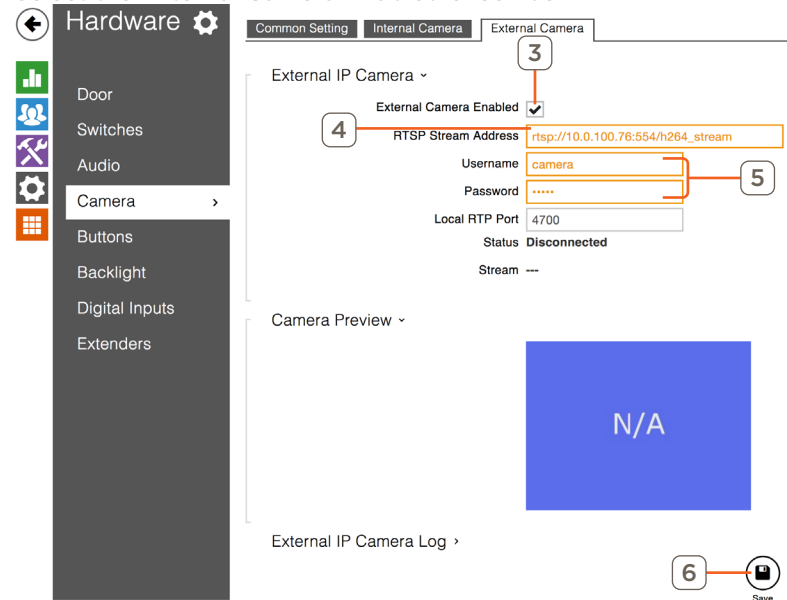 Hardware
Common Setting
Internal Camera
External Camera
3
External IP Camera
Door
External Camera Enabled
Switches
4
RTSP Stream Address
rtsp://10.0.100.76:554/h264_stream
Audio
Username
camera
5
Camera
Password
•••••
Buttons
Local RTP Port
4700
Status
Disconnected
Backlight
Stream
---
Digital Inputs
Camera Preview
Extenders
N/A
External IP Camera Log
6
Save